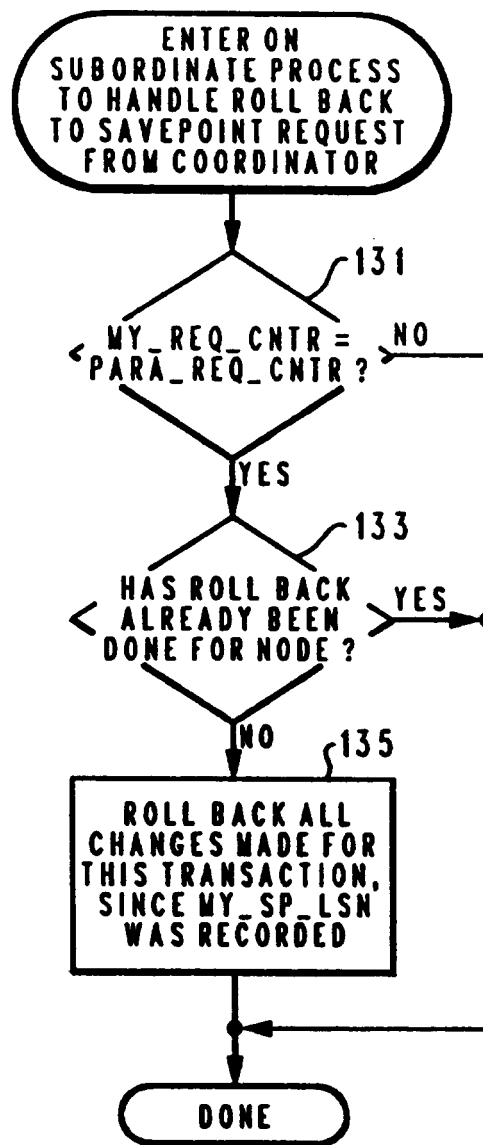 ENTER ON
SUBORDINATE PROCESS
TO HANDLE ROLL BACK
TO SAVEPOINT REQUEST
FROM COORDINATOR
131
MY_REQ_CNTR =
PARA_REQ_CNTR ?
NO
YES
133
HAS ROLL BACK
ALREADY BEEN
DONE FOR NODE ?
YES
NO
135
ROLL BACK ALL
CHANGES MADE FOR
THIS TRANSACTION,
SINCE MY_SP_LSN
WAS RECORDED
DONE